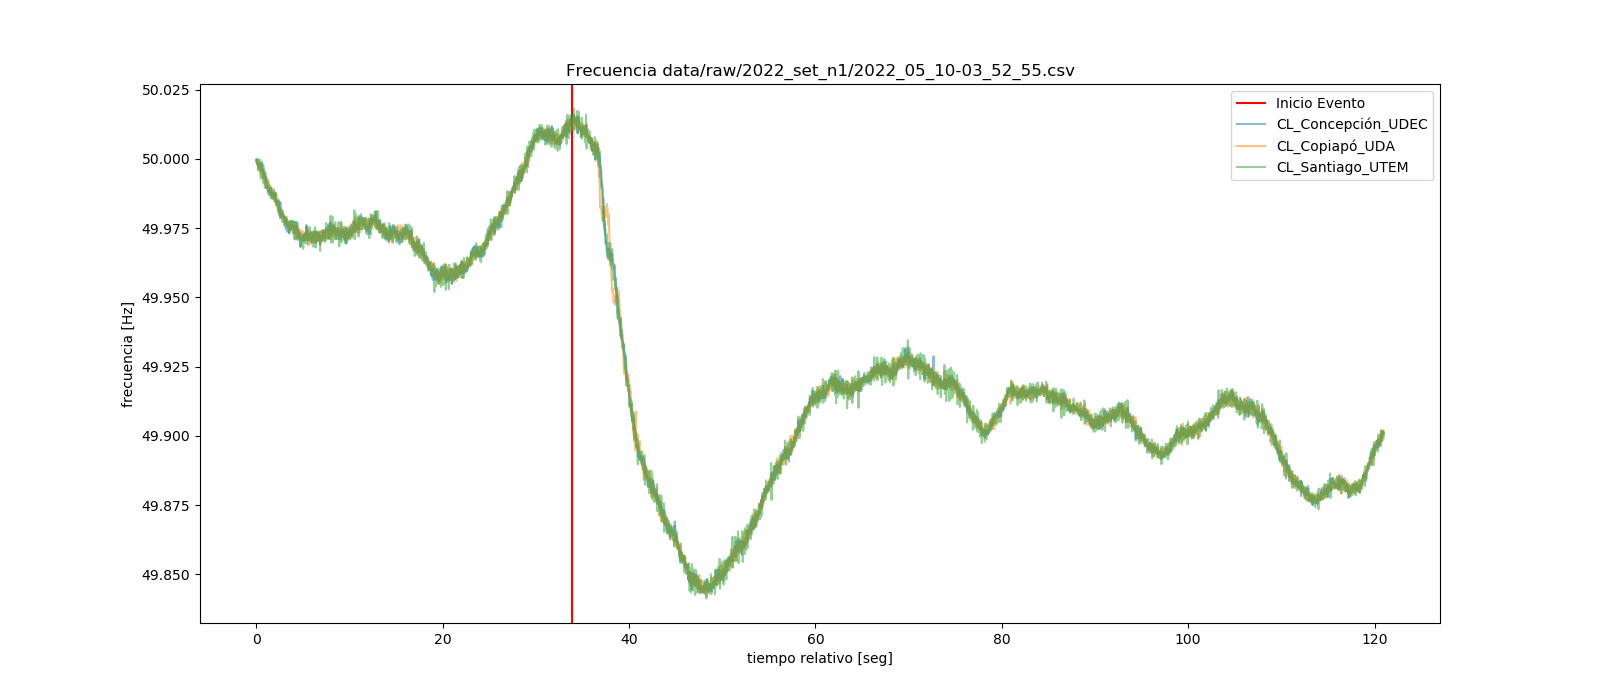 Frecuencia data/raw/2022_set_n1/2022_05_10-03_52_55.csv
Inicio Evento
CL_Concepción_UDEC
CL_Copiapó_UDA
CL_Santiago_UTEM
frecuencia [Hz]
50.025
50.000
49.975
49.950
49.925
49.900
49.875
49.850
0 20 40 60 80 100 120
tiempo relativo [seg]